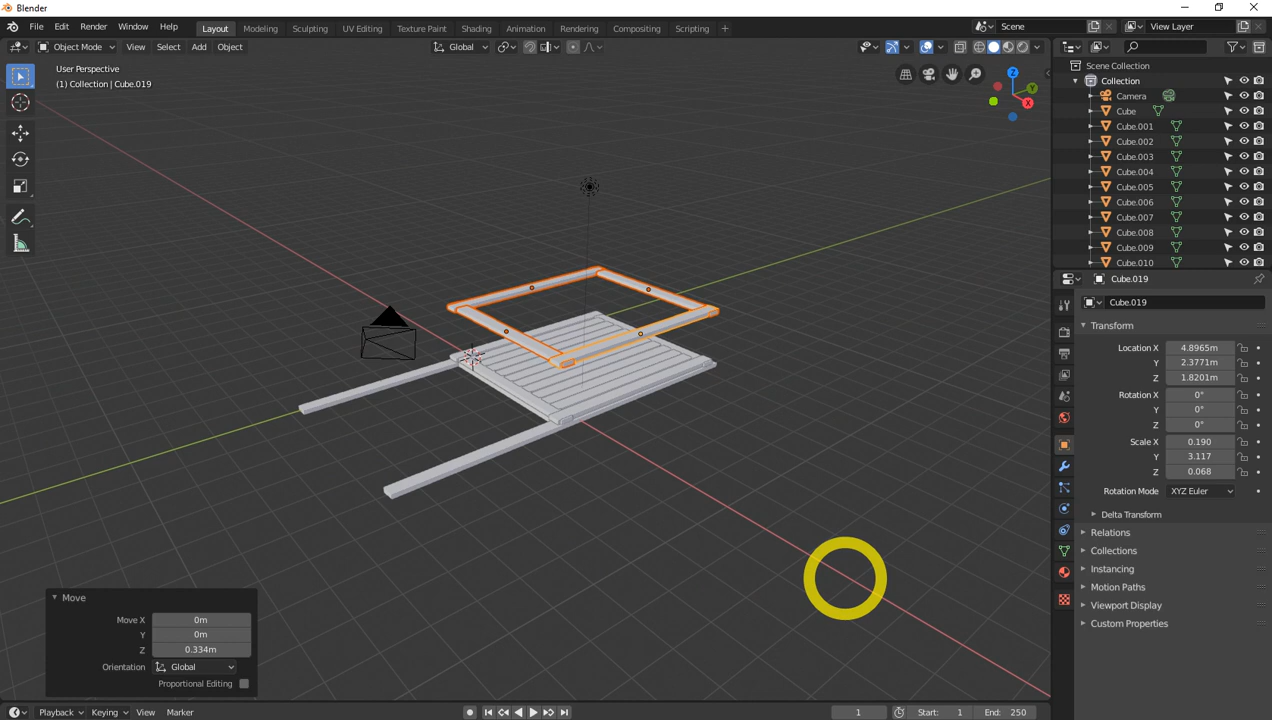 Blender
File Edit Render Window Help
Layout Modeling Sculpting UV Editing Texture Paint Shading Animation Rendering Compositing Scripting +
Scene
View Layer
Object Mode View Select Add Object
Global
User Perspective
(1) Collection | Cube.019
Z
Y
X
Scene Collection
Collection
Camera
Cube
Cube.001
Cube.002
Cube.003
Cube.004
Cube.005
Cube.006
Cube.007
Cube.008
Cube.009
Cube.010
Cube.019
Cube.019
Transform
Location X 4.8965m
Y 2.3771m
Z 1.8201m
Rotation X 0°
Y 0°
Z 0°
Scale X 0.190
Y 3.117
Z 0.068
Rotation Mode XYZ Euler
Delta Transform
Relations
Collections
Instancing
Motion Paths
Viewport Display
Custom Properties
Move
Move X 0m
Y 0m
Z 0.334m
Orientation Global
Proportional Editing
Playback Keying View Marker
1
Start: 1
End: 250